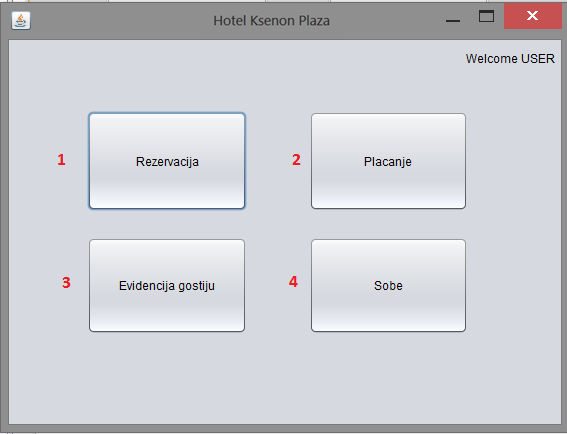 Hotel Ksenon Plaza
Welcome USER
1 Rezervacija
2 Placanje
3 Evidencija gostiju
4 Sobe